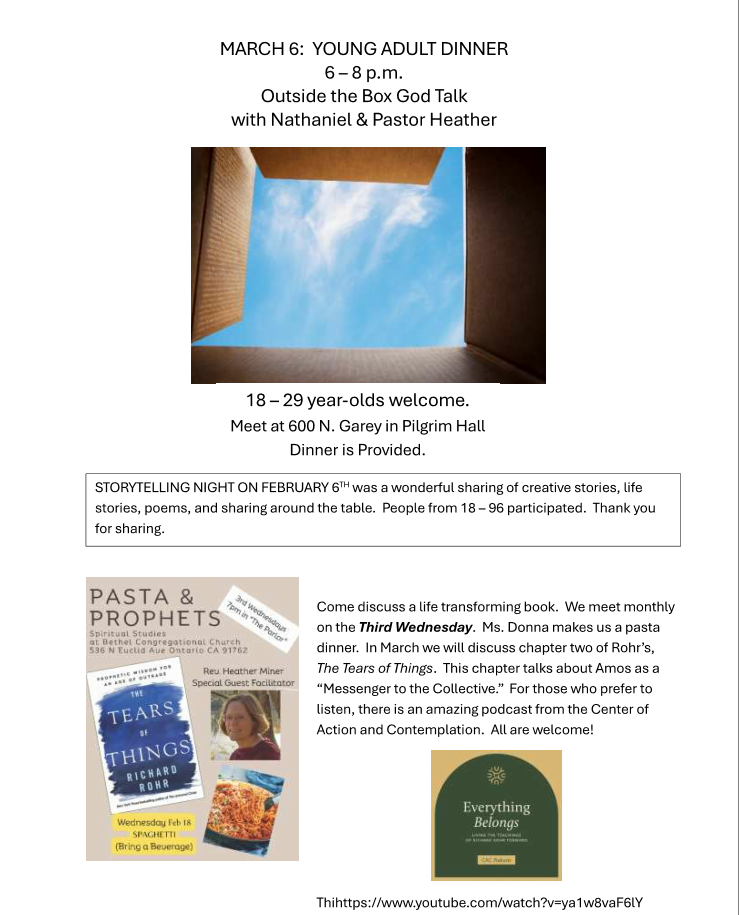 MARCH 6:  YOUNG ADULT DINNER
6 – 8 p.m.
Outside the Box God Talk
with Nathaniel & Pastor Heather
18 – 29 year-olds welcome.
Meet at 600 N. Garey in Pilgrim Hall
Dinner is Provided.
STORYTELLING NIGHT ON FEBRUARY 6TH was a wonderful sharing of creative stories, life
stories, poems, and sharing around the table.  People from 18 – 96 participated.  Thank you
for sharing.
PASTA &
PROPHETS
3rd Wednesdays
7pm in "The Parlor"
Spiritual Studies
at Bethel Congregational Church
536 N Euclid Ave Ontario CA 91762
PROPHETIC WISDOM FOR
AN AGE OF OUTRAGE
THE
TEARS
OF
THINGS
RICHARD
ROHR
Rev. Heather Miner
Special Guest Facilitator
Wednesday Feb 18
SPAGHETTI
(Bring a Beverage)
Come discuss a life transforming book.  We meet monthly
on the Third Wednesday.  Ms. Donna makes us a pasta
dinner.  In March we will discuss chapter two of Rohr's,
The Tears of Things.  This chapter talks about Amos as a
“Messenger to the Collective.”  For those who prefer to
listen, there is an amazing podcast from the Center of
Action and Contemplation.  All are welcome!
Everything
Belongs
LIVING THE TEACHINGS
OF RICHARD ROHR FORWARD
Thihttps://www.youtube.com/watch?v=ya1w8vaF6lY